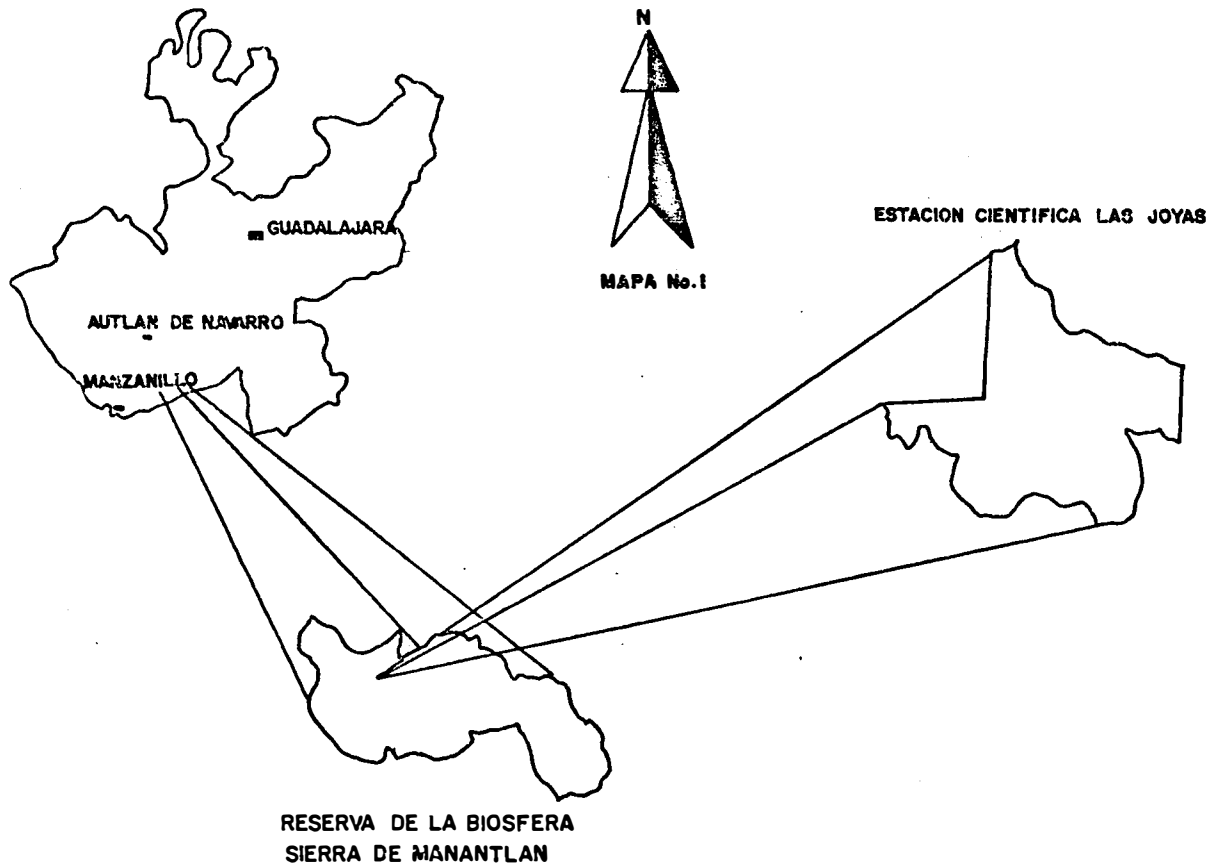 N
MAPA No.1
GUADALAJARA
AUTLAN DE NAVARRO
MANZANILLO
ESTACION CIENTIFICA LAS JOYAS
RESERVA DE LA BIOSFERA
SIERRA DE MANANTLAN